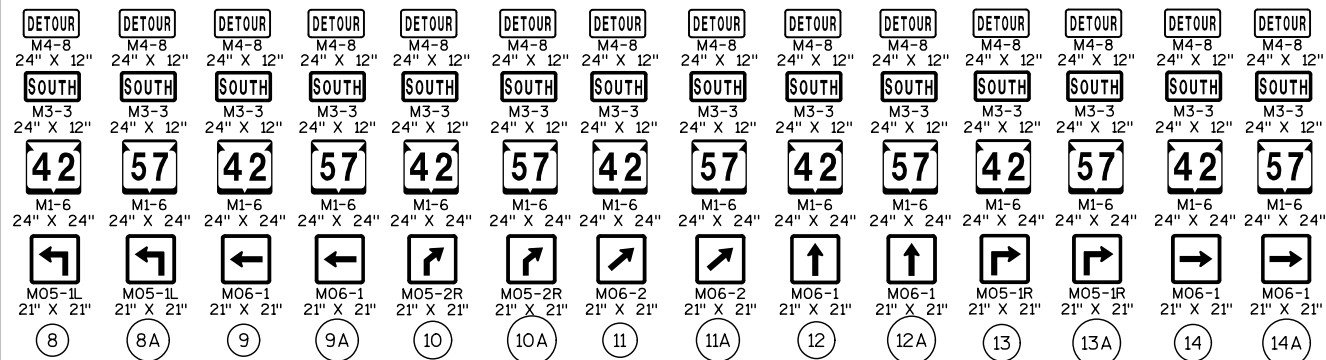 DETOUR DETOUR DETOUR DETOUR DETOUR DETOUR DETOUR DETOUR DETOUR DETOUR DETOUR DETOUR DETOUR DETOUR
M4-8 M4-8 M4-8 M4-8 M4-8 M4-8 M4-8 M4-8 M4-8 M4-8 M4-8 M4-8 M4-8 M4-8
24" X 12" 24" X 12" 24" X 12" 24" X 12" 24" X 12" 24" X 12" 24" X 12" 24" X 12" 24" X 12" 24" X 12" 24" X 12" 24" X 12" 24" X 12" 24" X 12"
SOUTH SOUTH SOUTH SOUTH SOUTH SOUTH SOUTH SOUTH SOUTH SOUTH SOUTH SOUTH SOUTH SOUTH
M3-3 M3-3 M3-3 M3-3 M3-3 M3-3 M3-3 M3-3 M3-3 M3-3 M3-3 M3-3 M3-3 M3-3
24" X 12" 24" X 12" 24" X 12" 24" X 12" 24" X 12" 24" X 12" 24" X 12" 24" X 12" 24" X 12" 24" X 12" 24" X 12" 24" X 12" 24" X 12" 24" X 12"
42 57 42 57 42 57 42 57 42 57 42 57 42 57
M1-6 M1-6 M1-6 M1-6 M1-6 M1-6 M1-6 M1-6 M1-6 M1-6 M1-6 M1-6 M1-6 M1-6
24" X 24" 24" X 24" 24" X 24" 24" X 24" 24" X 24" 24" X 24" 24" X 24" 24" X 24" 24" X 24" 24" X 24" 24" X 24" 24" X 24" 24" X 24" 24" X 24"
MO5-1L MO5-1L MO6-1 MO6-1 MO5-2R MO5-2R MO6-2 MO6-2 MO6-1 MO6-1 MO5-1R MO5-1R MO6-1 MO6-1
21" X 21" 21" X 21" 21" X 21" 21" X 21" 21" X 21" 21" X 21" 21" X 21" 21" X 21" 21" X 21" 21" X 21" 21" X 21" 21" X 21" 21" X 21" 21" X 21"
8 8A 9 9A 10 10A 11 11A 12 12A 13 13A 14 14A